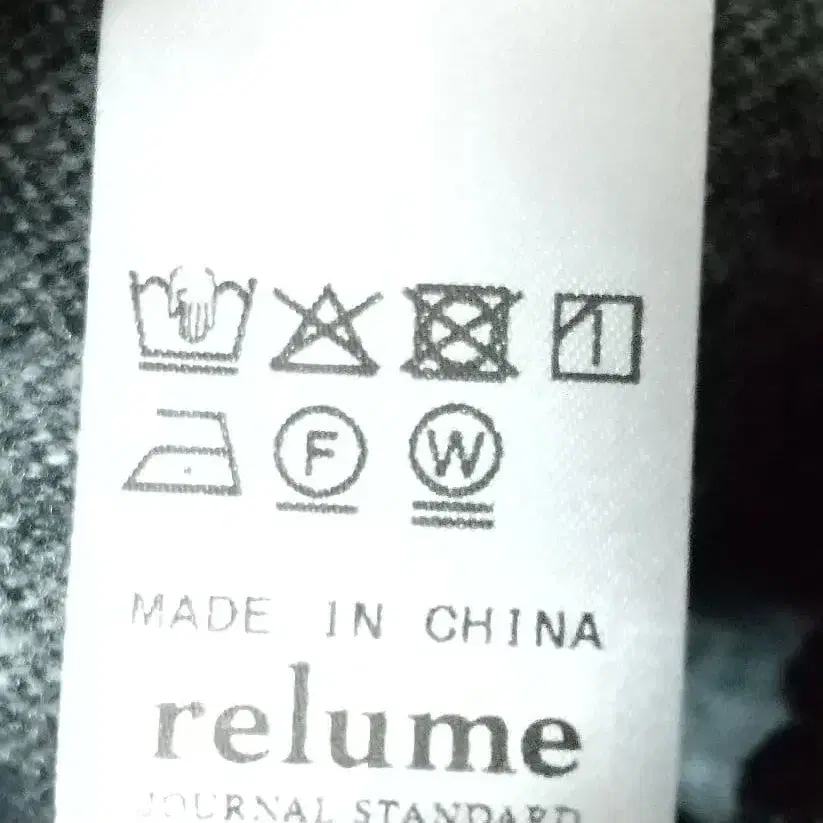 F W
MADE IN CHINA
relume
JOURNAL STANDARD